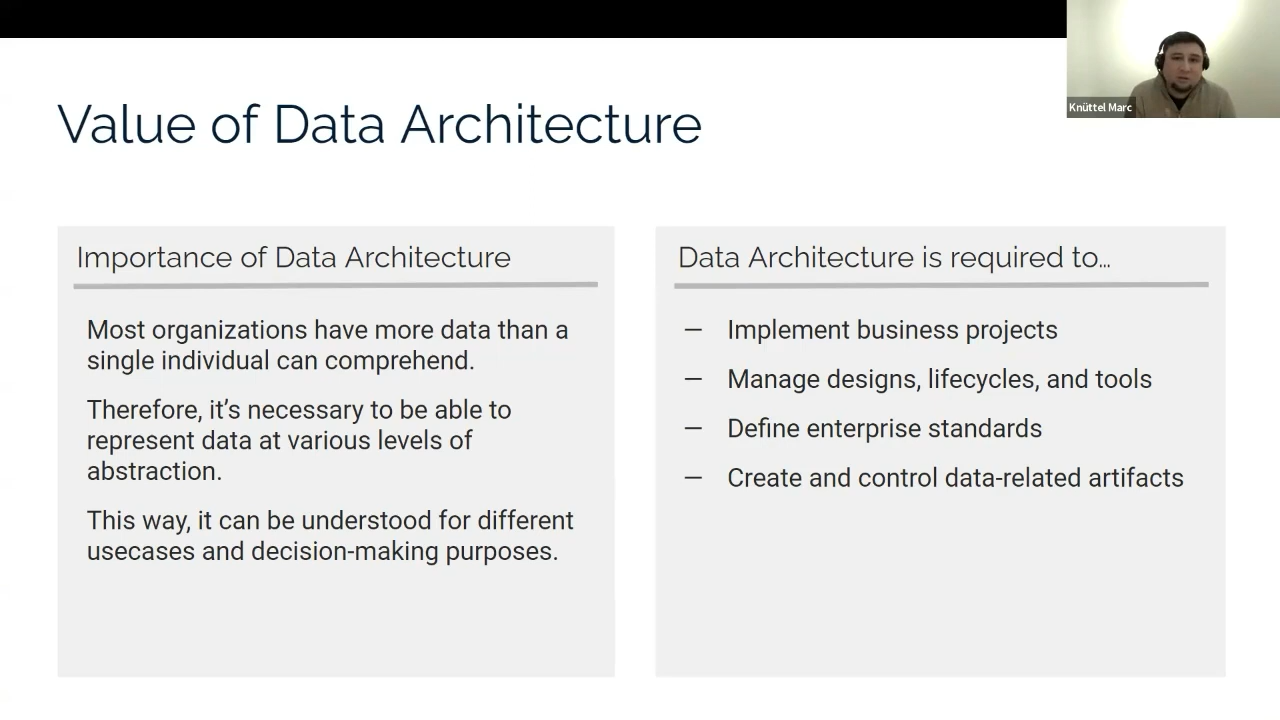 Knüttel Marc
Value of Data Architecture
Importance of Data Architecture
Most organizations have more data than a
single individual can comprehend.
Therefore, it’s necessary to be able to
represent data at various levels of
abstraction.
This way, it can be understood for different
usecases and decision-making purposes.
Data Architecture is required to…
— Implement business projects
— Manage designs, lifecycles, and tools
— Define enterprise standards
— Create and control data-related artifacts